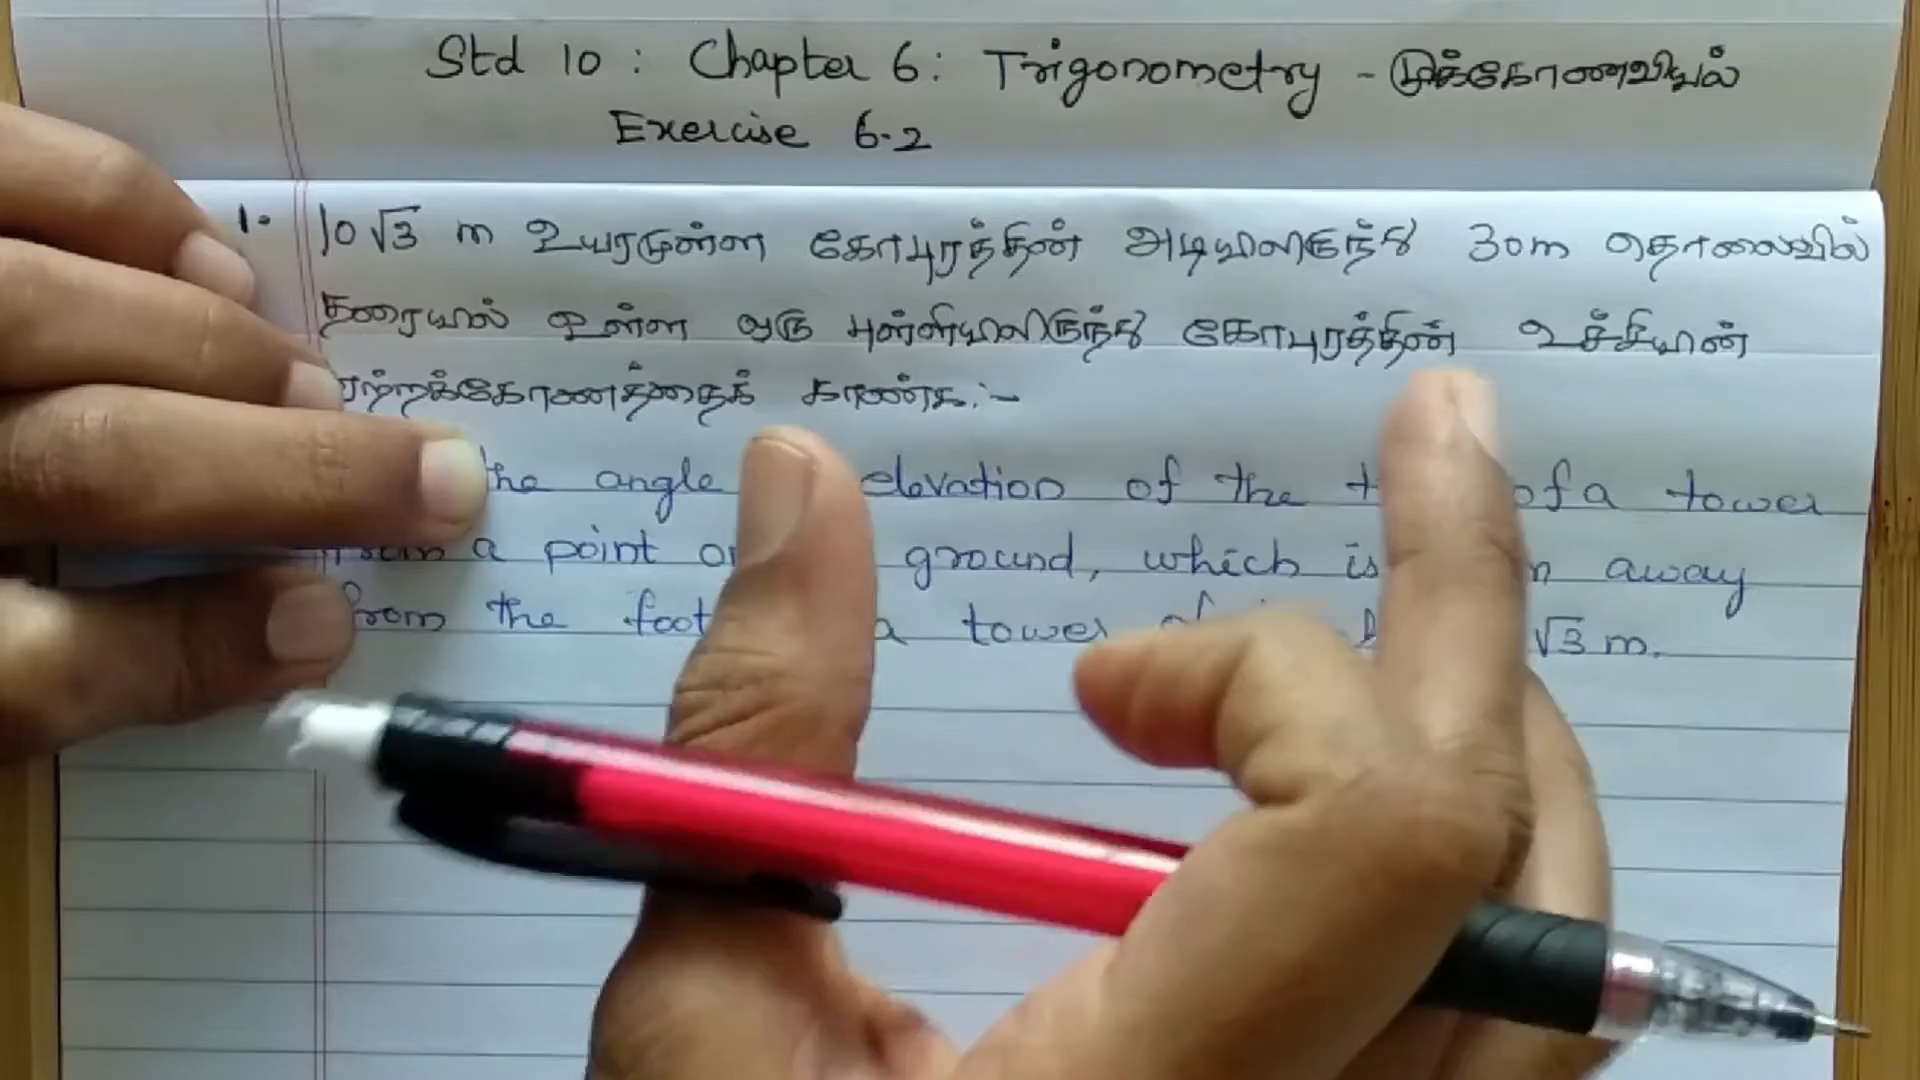 Std 10 : Chapter 6 : Trigonometry - முக்கோணவியல்
Exercise 6.2
1. 10√3 m உயரமுள்ள கோபுரத்தின் அடியிலிருந்து 30m தொலைவில்
தரையில் உள்ள ஒரு புள்ளியிலிருந்து கோபுரத்தின் உச்சியின்
ஏற்றக்கோணத்தைக் காண்க:-
the angle elevation of the of a tower
from a point ground, which is away
from the foot a tower √3 m.